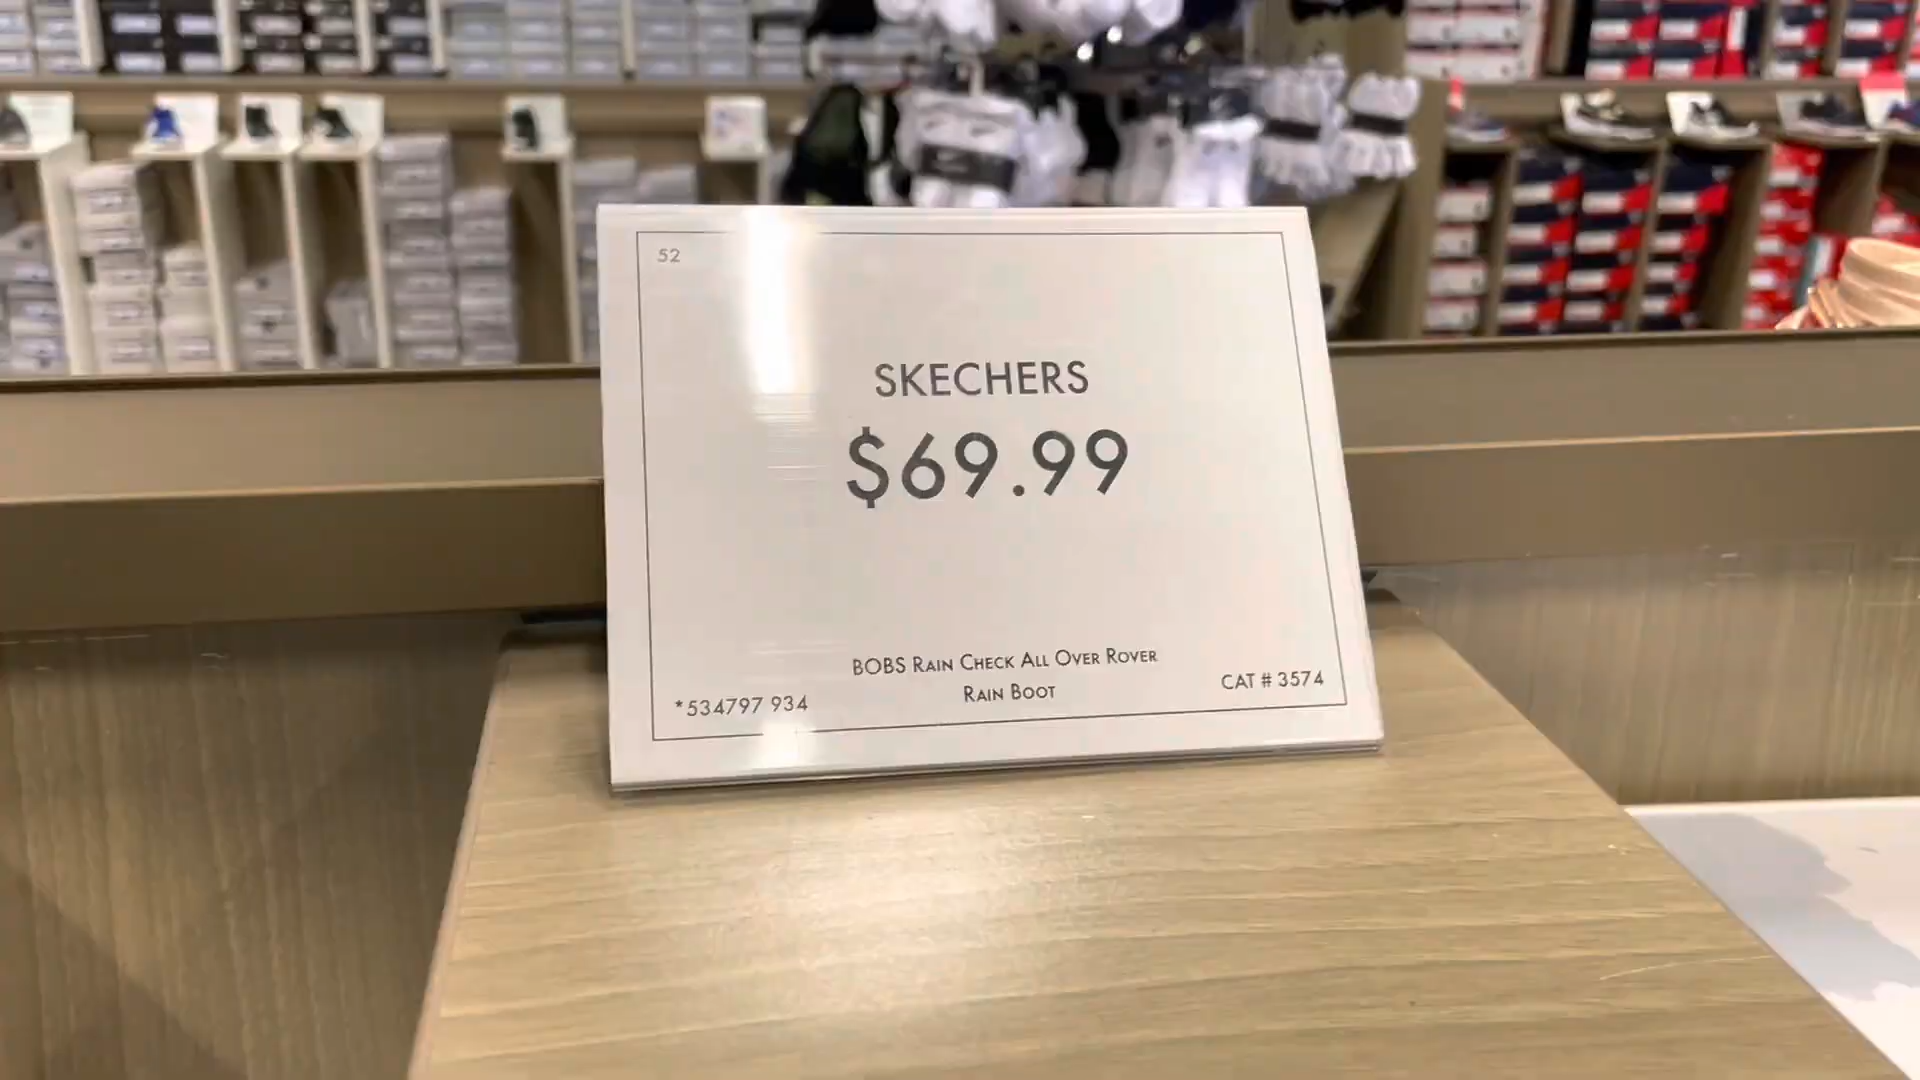 52
SKECHERS
$69.99
BOBS RAIN CHECK ALL OVER ROVER
RAIN BOOT
*534797 934
CAT # 3574